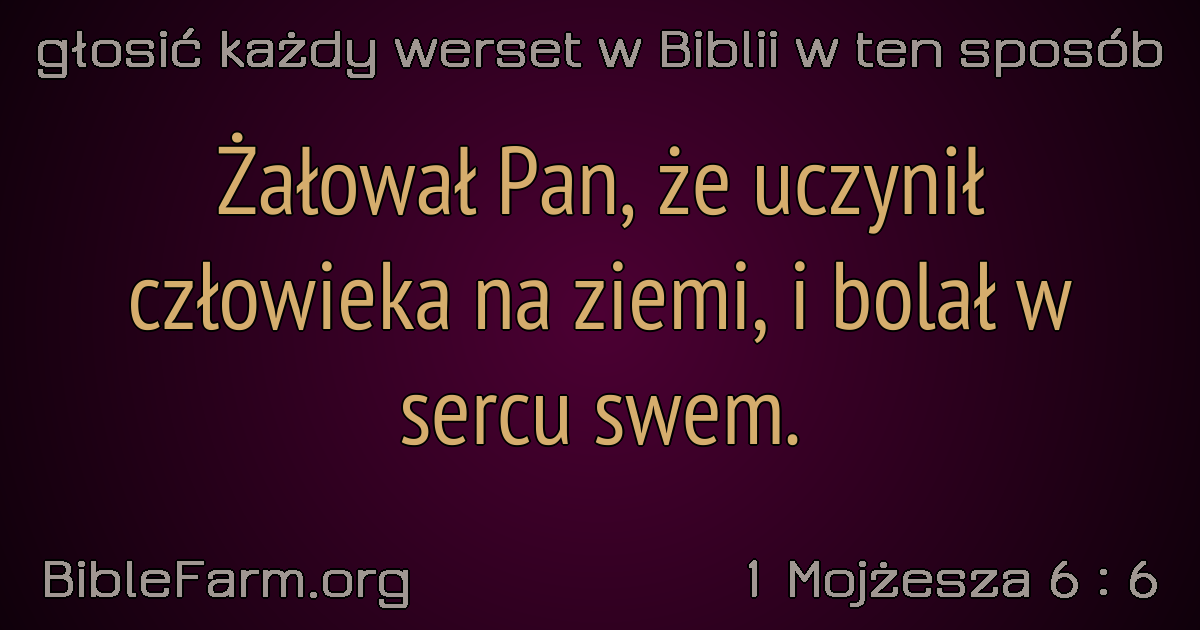 głosić każdy werset w Biblii w ten sposób
Żałował Pan, że uczynił
człowieka na ziemi, i bolał w
sercu swem.
BibleFarm.org
1 Mojżesza 6 : 6